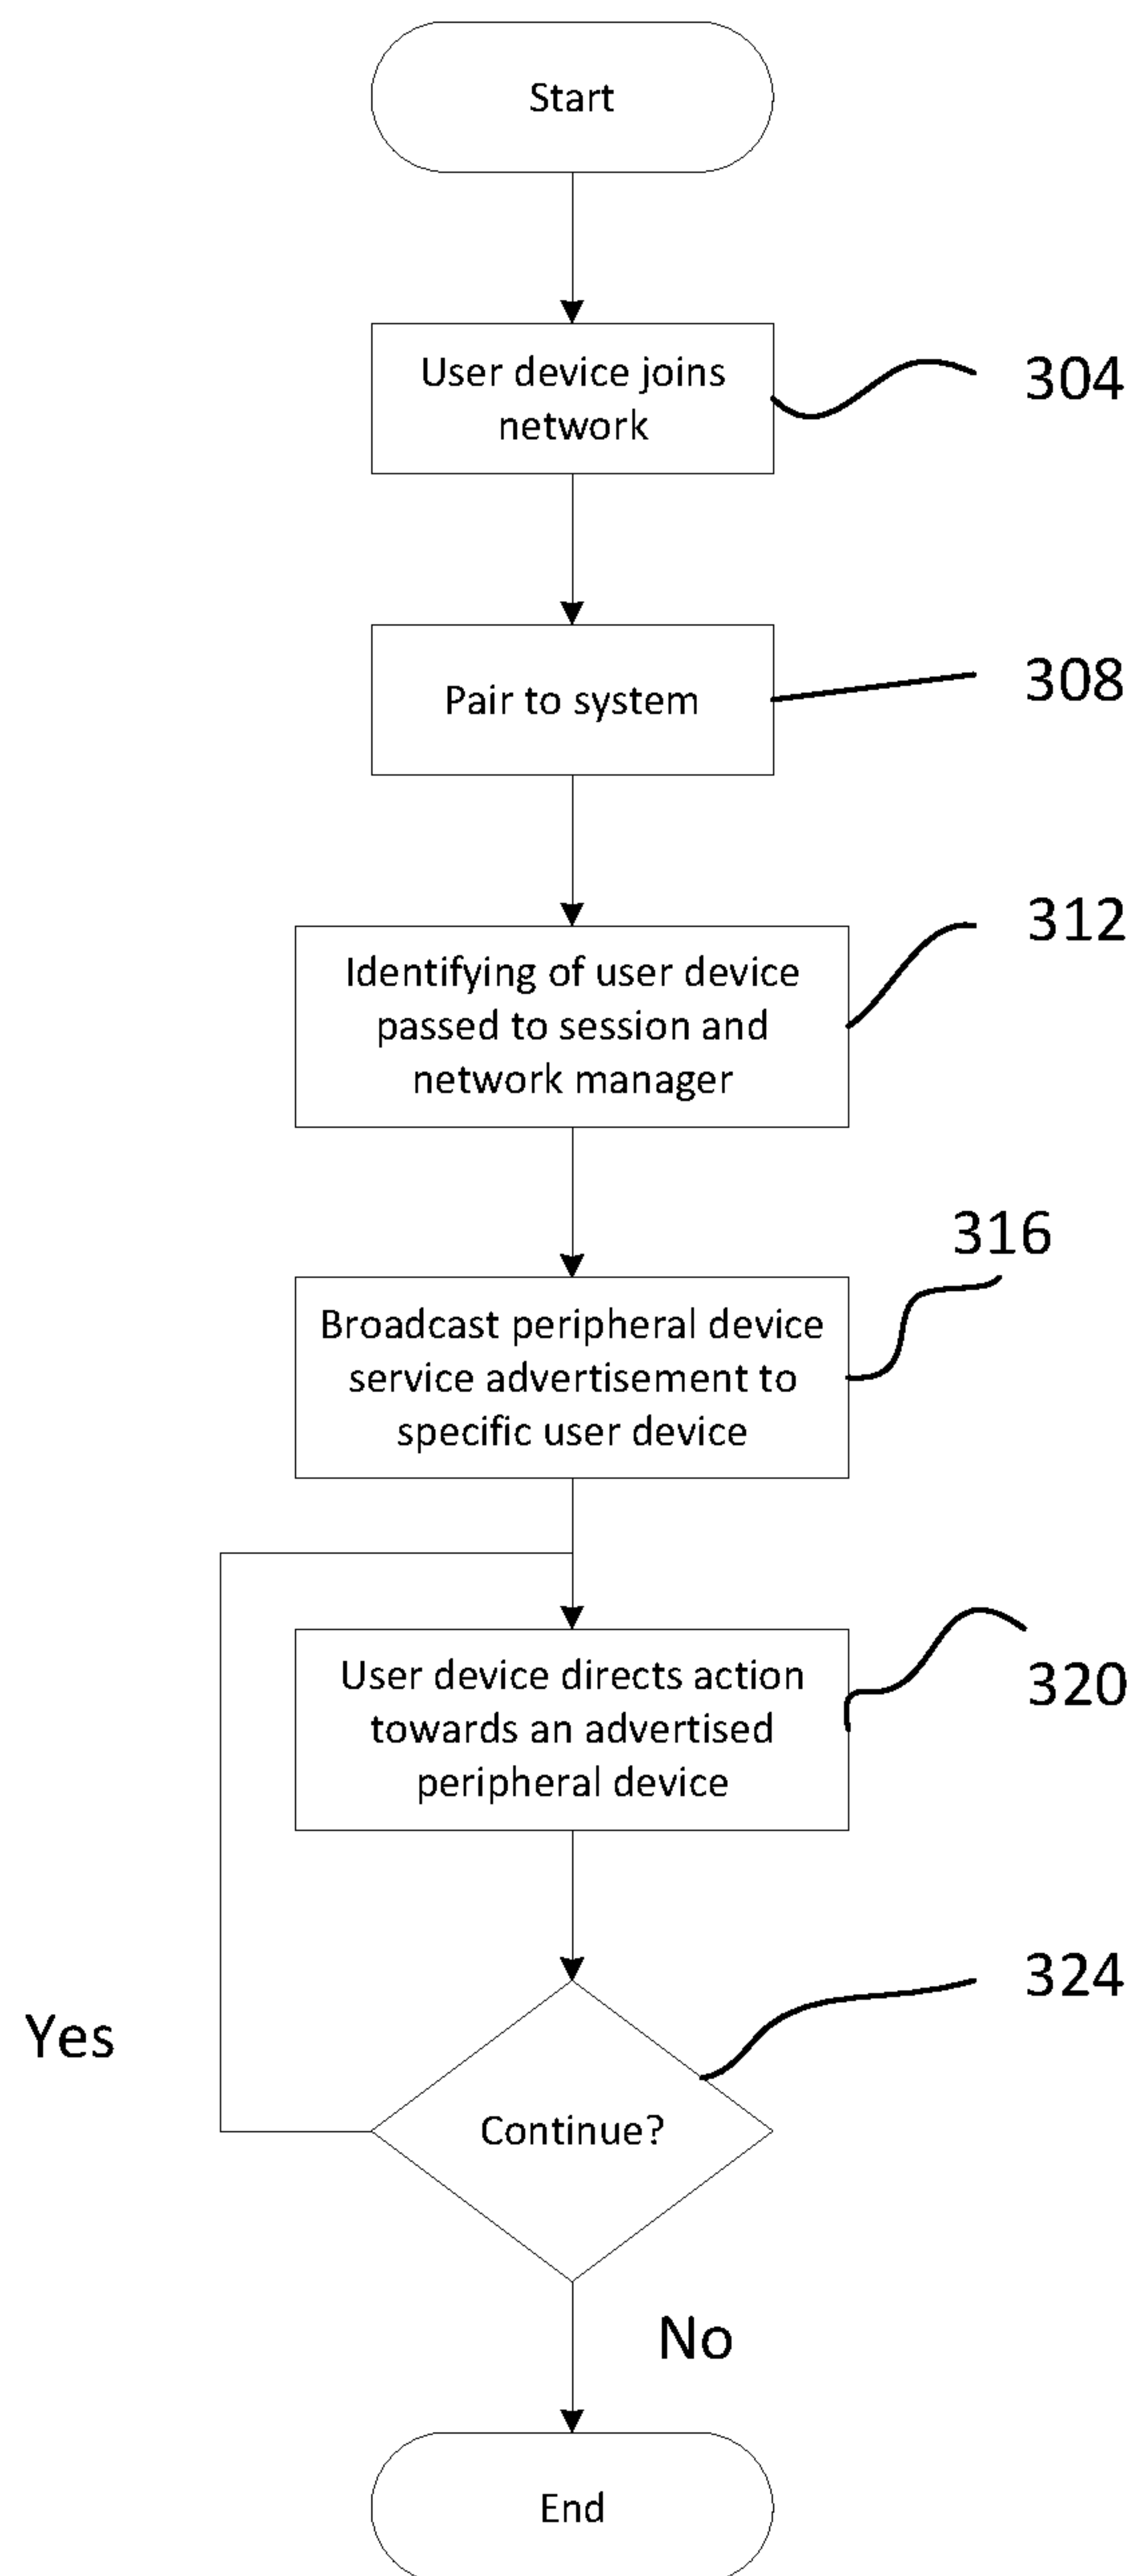 Start
User device joins
network
304
Pair to system
308
312
Identifying of user device
passed to session and
network manager
316
Broadcast peripheral device
service advertisement to
specific user device
User device directs action
towards an advertised
peripheral device
320
324
Yes
Continue?
No
End